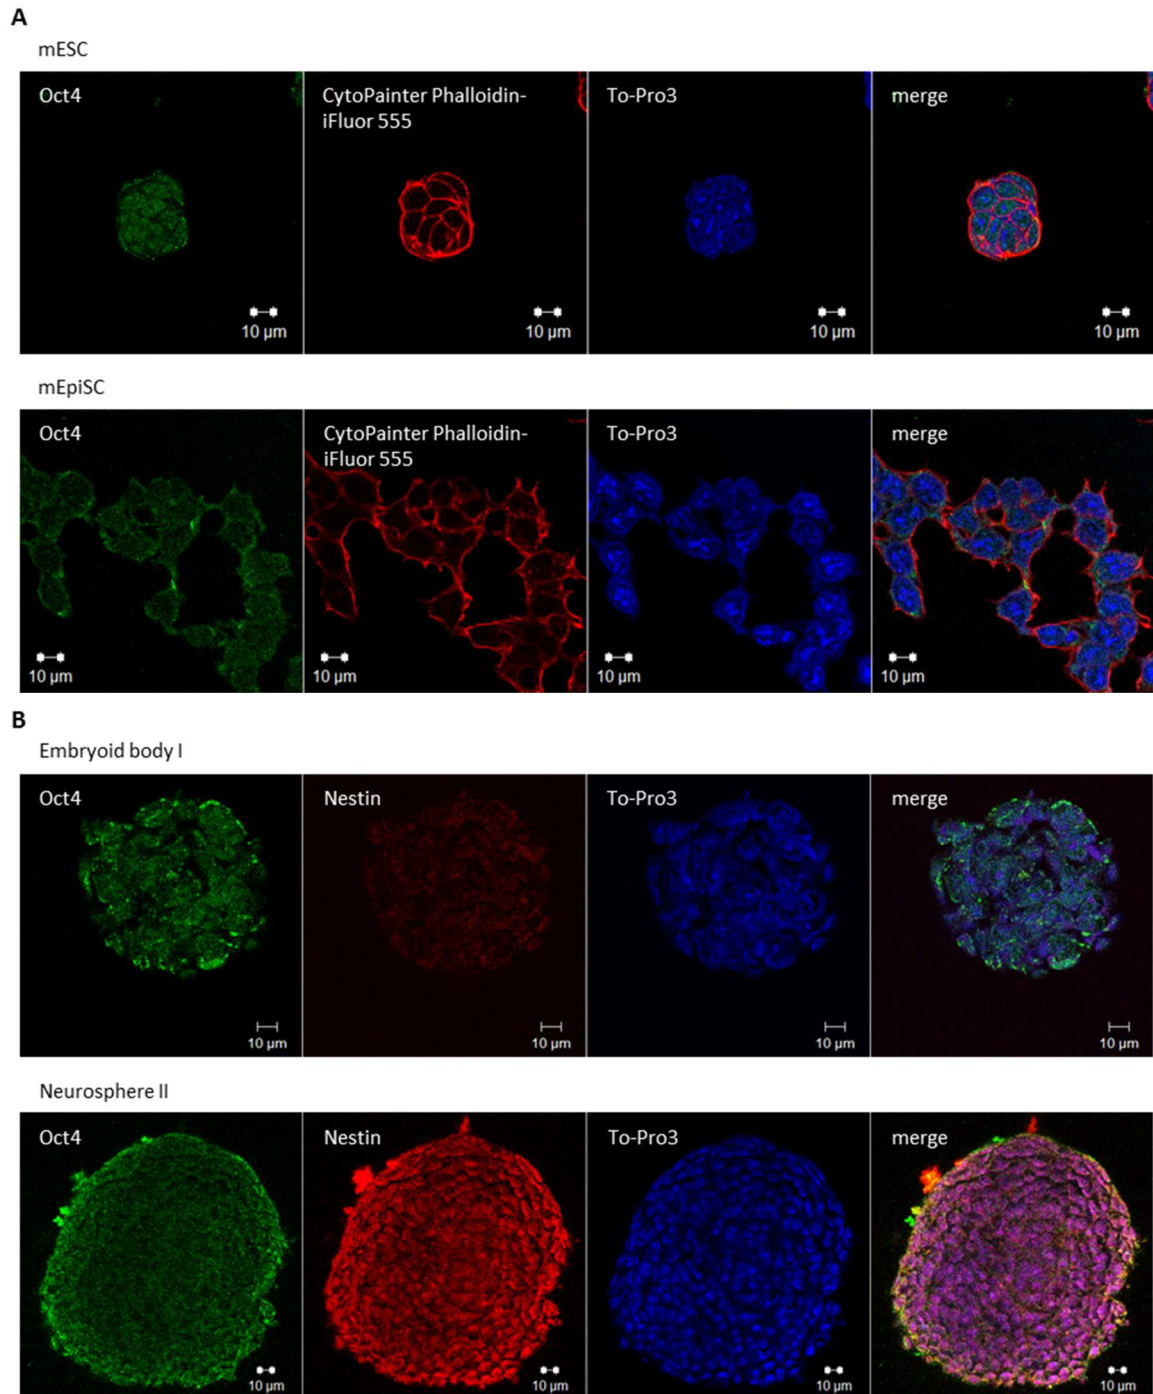 A
mESC
Oct4
CytoPainter Phalloidin-
iFluor 555
To-Pro3
merge
10 µm
10 µm
10 µm
10 µm
mEpiSC
Oct4
CytoPainter Phalloidin-
iFluor 555
To-Pro3
merge
10 µm
10 µm
10 µm
10 µm
B
Embryoid body I
Oct4
Nestin
To-Pro3
merge
10 µm
10 µm
10 µm
10 µm
Neurosphere II
Oct4
Nestin
To-Pro3
merge
10 µm
10 µm
10 µm
10 µm